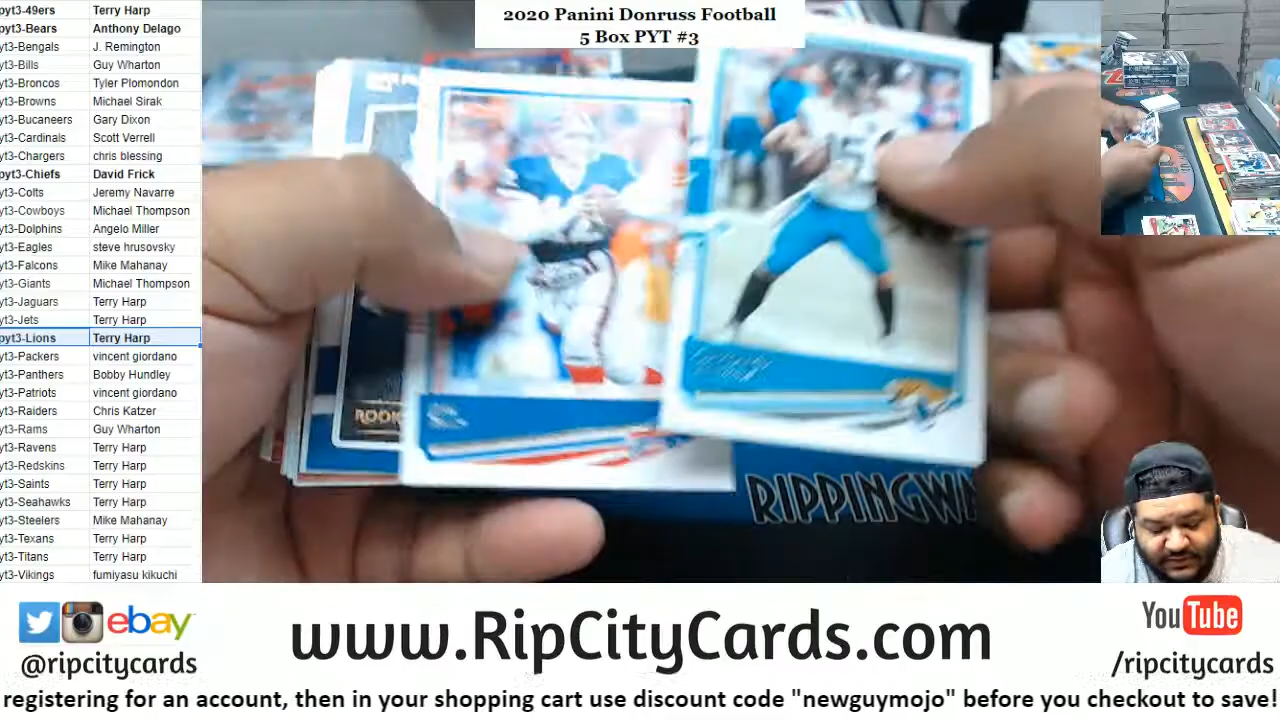 2020 Panini Donruss Football
5 Box PYT #3
pyt3-49ers Terry Harp
pyt3-Bears Anthony Delago
yt3-Bengals J. Remington
yt3-Bills Guy Wharton
yt3-Broncos Tyler Plomondon
yt3-Browns Michael Sirak
yt3-Bucaneers Gary Dixon
yt3-Cardinals Scott Verrell
yt3-Chargers chris blessing
pyt3-Chiefs David Frick
yt3-Colts Jeremy Navarre
yt3-Cowboys Michael Thompson
yt3-Dolphins Angelo Miller
yt3-Eagles steve hrusovsky
yt3-Falcons Mike Mahanay
yt3-Giants Michael Thompson
yt3-Jaguars Terry Harp
yt3-Jets Terry Harp
pyt3-Lions Terry Harp
yt3-Packers vincent giordano
yt3-Panthers Bobby Hundley
yt3-Patriots vincent giordano
yt3-Raiders Chris Katzer
yt3-Rams Guy Wharton
yt3-Ravens Terry Harp
yt3-Redskins Terry Harp
yt3-Saints Terry Harp
yt3-Seahawks Terry Harp
yt3-Steelers Mike Mahanay
yt3-Texans Terry Harp
yt3-Titans Terry Harp
yt3-Vikings fumiyasu kikuchi
ROOK
RIPPINGWA
ebay
@ripcitycards
www.RipCityCards.com
YouTube
/ripcitycards
registering for an account, then in your shopping cart use discount code "newguymojo" before you checkout to save!